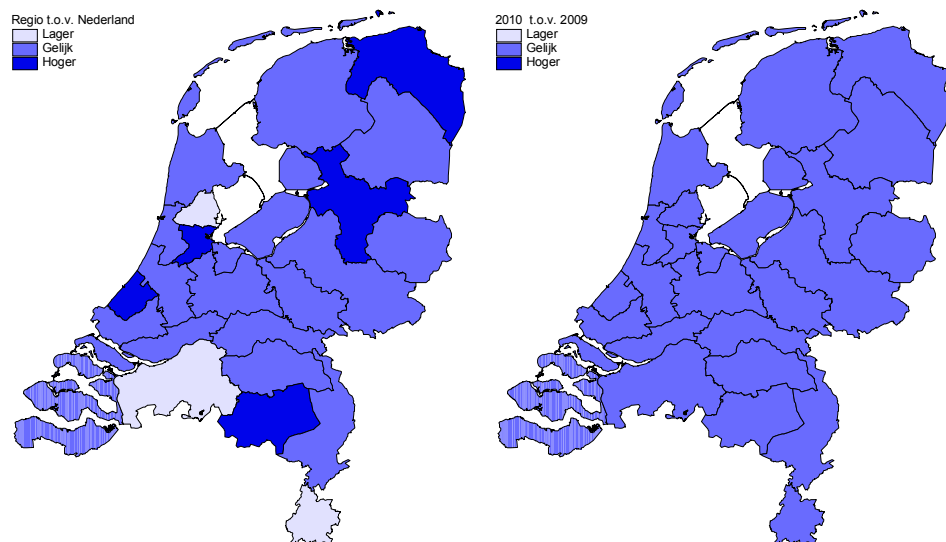 Regio t.o.v. Nederland
Lager
Gelijk
Hoger
2010 t.o.v. 2009
Lager
Gelijk
Hoger